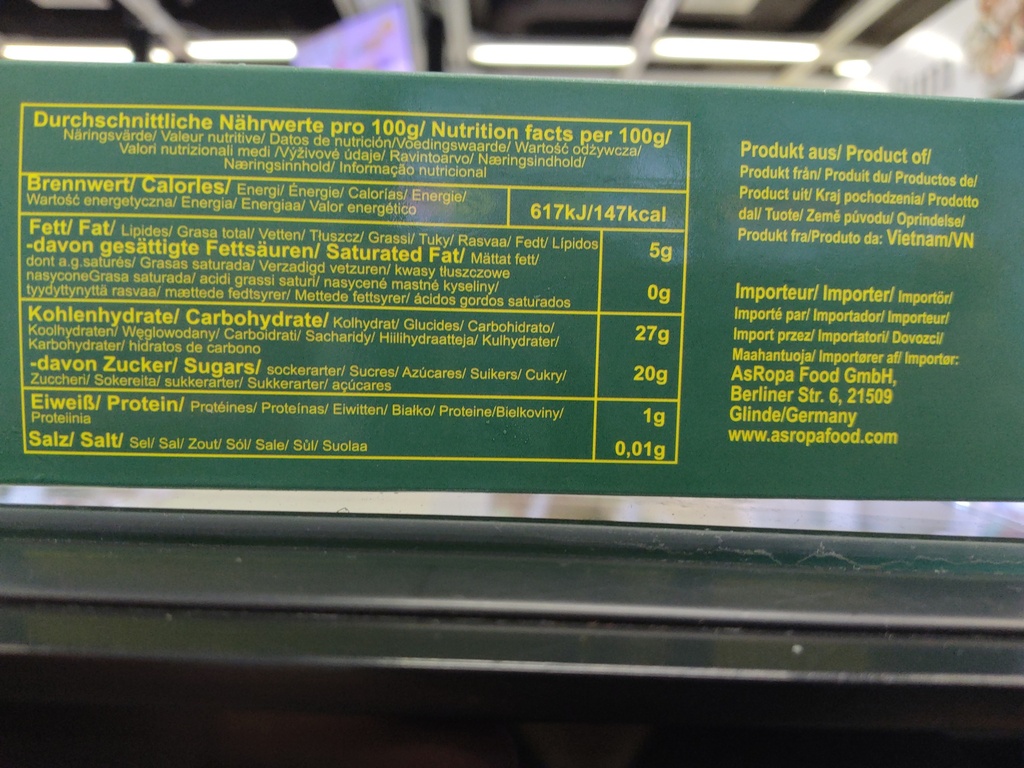 Durchschnittliche Nährwerte pro 100g/ Nutrition facts per 100g/
Näringsvärde/ Valeur nutritive/ Datos de nutrición/Voedingswaarde/ Wartość odżywcza/
Valori nutrizionali medi /Výživové údaje/ Ravintoarvo/ Næringsindhold/
Næringsinnhold/ Informação nutricional
Brennwert/ Calories/ Energi/ Énergie/ Calorías/ Energie/
Wartość energetyczna/ Energia/ Energiaa/ Valor energético
617kJ/147kcal
Fett/ Fat/ Lipides/ Grasa total/ Vetten/ Tłuszcz/ Grassi/ Tuky/ Rasvaa/ Fedt/ Lípidos
5g
-davon gesättigte Fettsäuren/ Saturated Fat/ Mättat fett/
dont a.g.saturés/ Grasas saturada/ Verzadigd vetzuren/ kwasy tłuszczowe
nasyconeGrasa saturada/ acidi grassi saturi/ nasycené mastné kyseliny/
tyydyttynyttä rasvaa/ mættede fedtsyrer/ Mettede fettsyrer/ ácidos gordos saturados
0g
Kohlenhydrate/ Carbohydrate/ Kolhydrat/ Glucides/ Carbohidrato/
Koolhydraten/ Węglowodany/ Carboidrati/ Sacharidy/ Hiilihydraatteja/ Kulhydrater/
Karbohydrater/ hidratos de carbono
27g
-davon Zucker/ Sugars/ sockerarter/ Sucres/ Azúcares/ Suikers/ Cukry/
Zuccheri/ Sokereita/ sukkerarter/ Sukkerarter/ açúcares
20g
Eiweiß/ Protein/ Protéines/ Proteínas/ Eiwitten/ Białko/ Proteine/Bielkoviny/
Proteiinia
1g
Salz/ Salt/ Sel/ Sal/ Zout/ Sól/ Sale/ Sůl/ Suolaa
0,01g
Produkt aus/ Product of/
Produkt från/ Produit du/ Productos de/
Product uit/ Kraj pochodzenia/ Prodotto
dal/ Tuote/ Země původu/ Oprindelse/
Produkt fra/Produto da: Vietnam/VN
Importeur/ Importer/ Importör/
Importé par/ Importador/ Importeur/
Import przez/ Importatori/ Dovozci/
Maahantuoja/ Importører af/ Importør:
AsRopa Food GmbH,
Berliner Str. 6, 21509
Glinde/Germany
www.asropafood.com